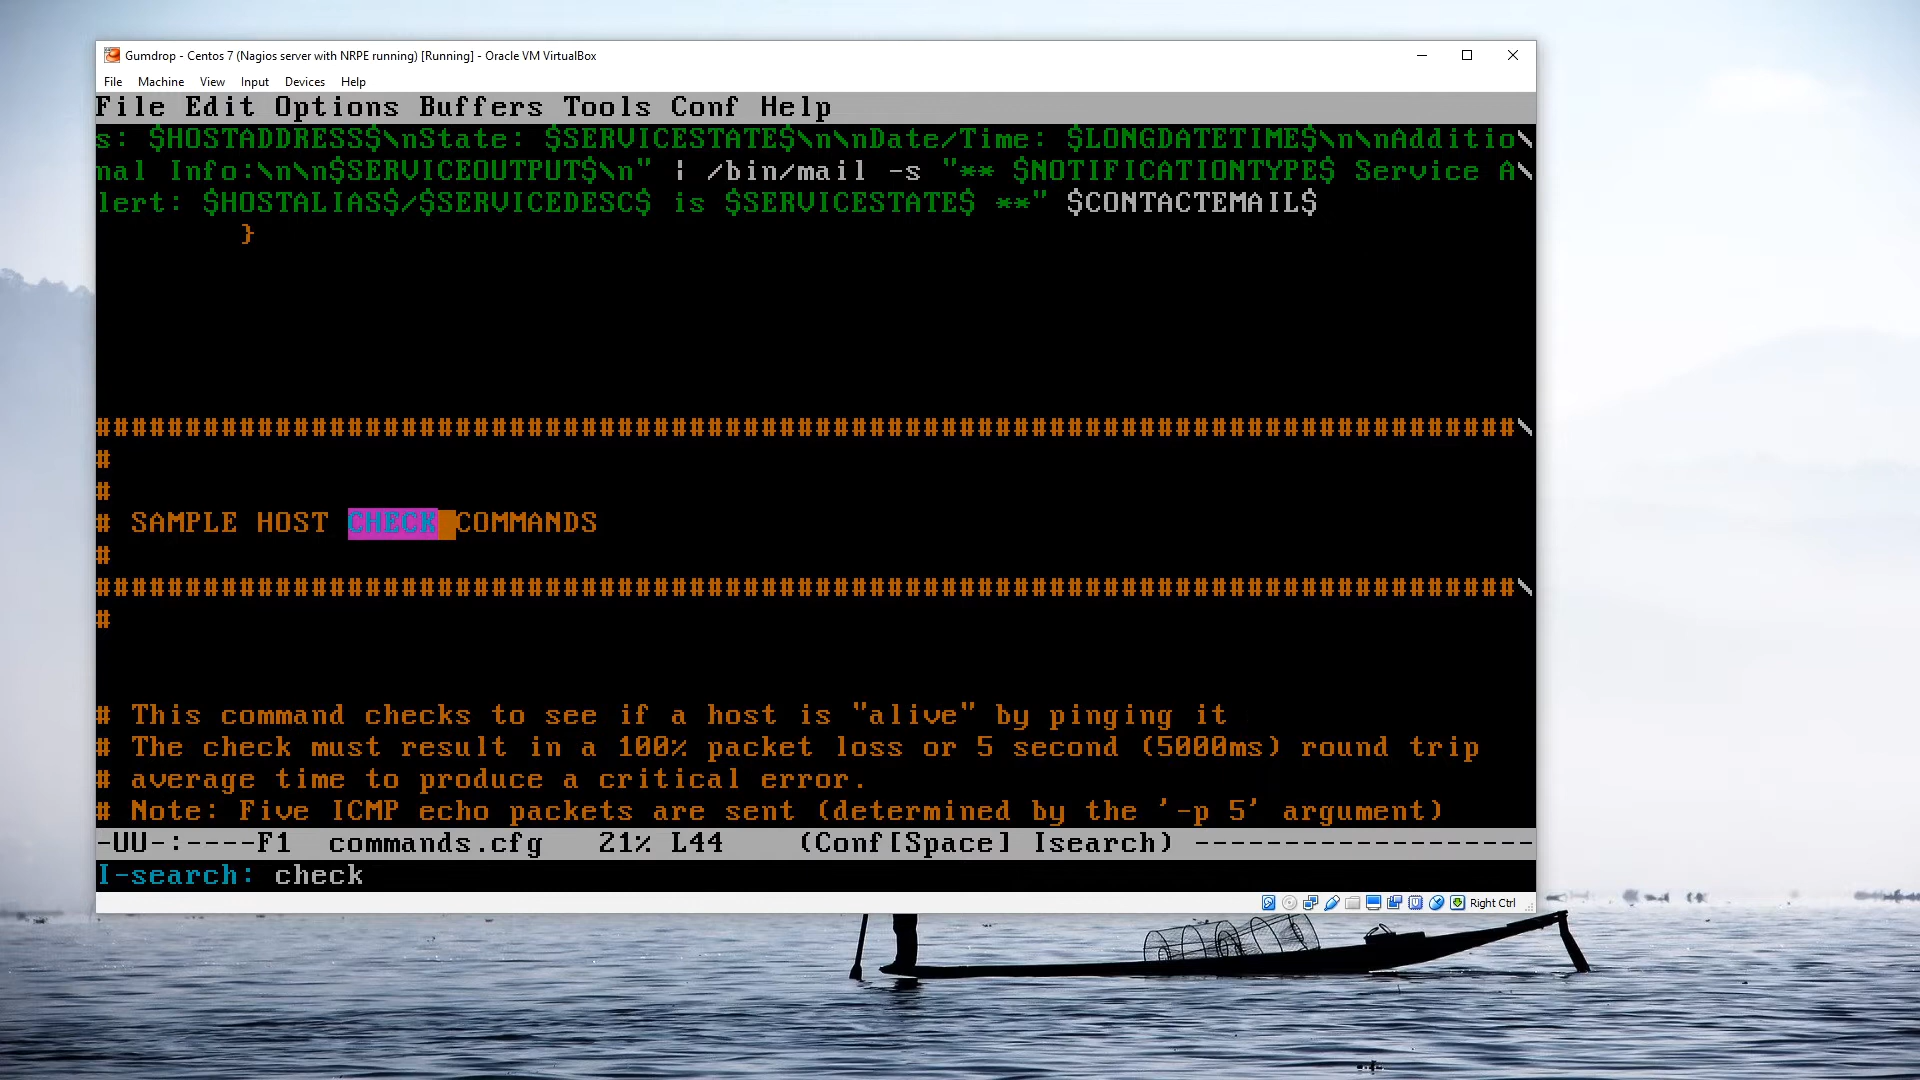 Gumdrop - Centos 7 (Nagios server with NRPE running) [Running] - Oracle VM VirtualBox
File Machine View Input Devices Help
File Edit Options Buffers Tools Conf Help
s: $HOSTADDRESS$\nState: $SERVICESTATE$\n\nDate/Time: $LONGDATETIME$\n\nAdditio\
nal Info:\n\n$SERVICEOUTPUT$\n" | /bin/mail -s "** $NOTIFICATIONTYPE$ Service A\
lert: $HOSTALIAS$/$SERVICEDESC$ is $SERVICESTATE$ **" $CONTACTEMAIL$
}
###############################################################################\
#
#
# SAMPLE HOST CHECK COMMANDS
#
###############################################################################\
#
# This command checks to see if a host is "alive" by pinging it
# The check must result in a 100% packet loss or 5 second (5000ms) round trip
# average time to produce a critical error.
# Note: Five ICMP echo packets are sent (determined by the '-p 5' argument)
-UU-:----F1 commands.cfg 21% L44 (Conf[Space] Isearch) -------------------
I-search: check
Right Ctrl